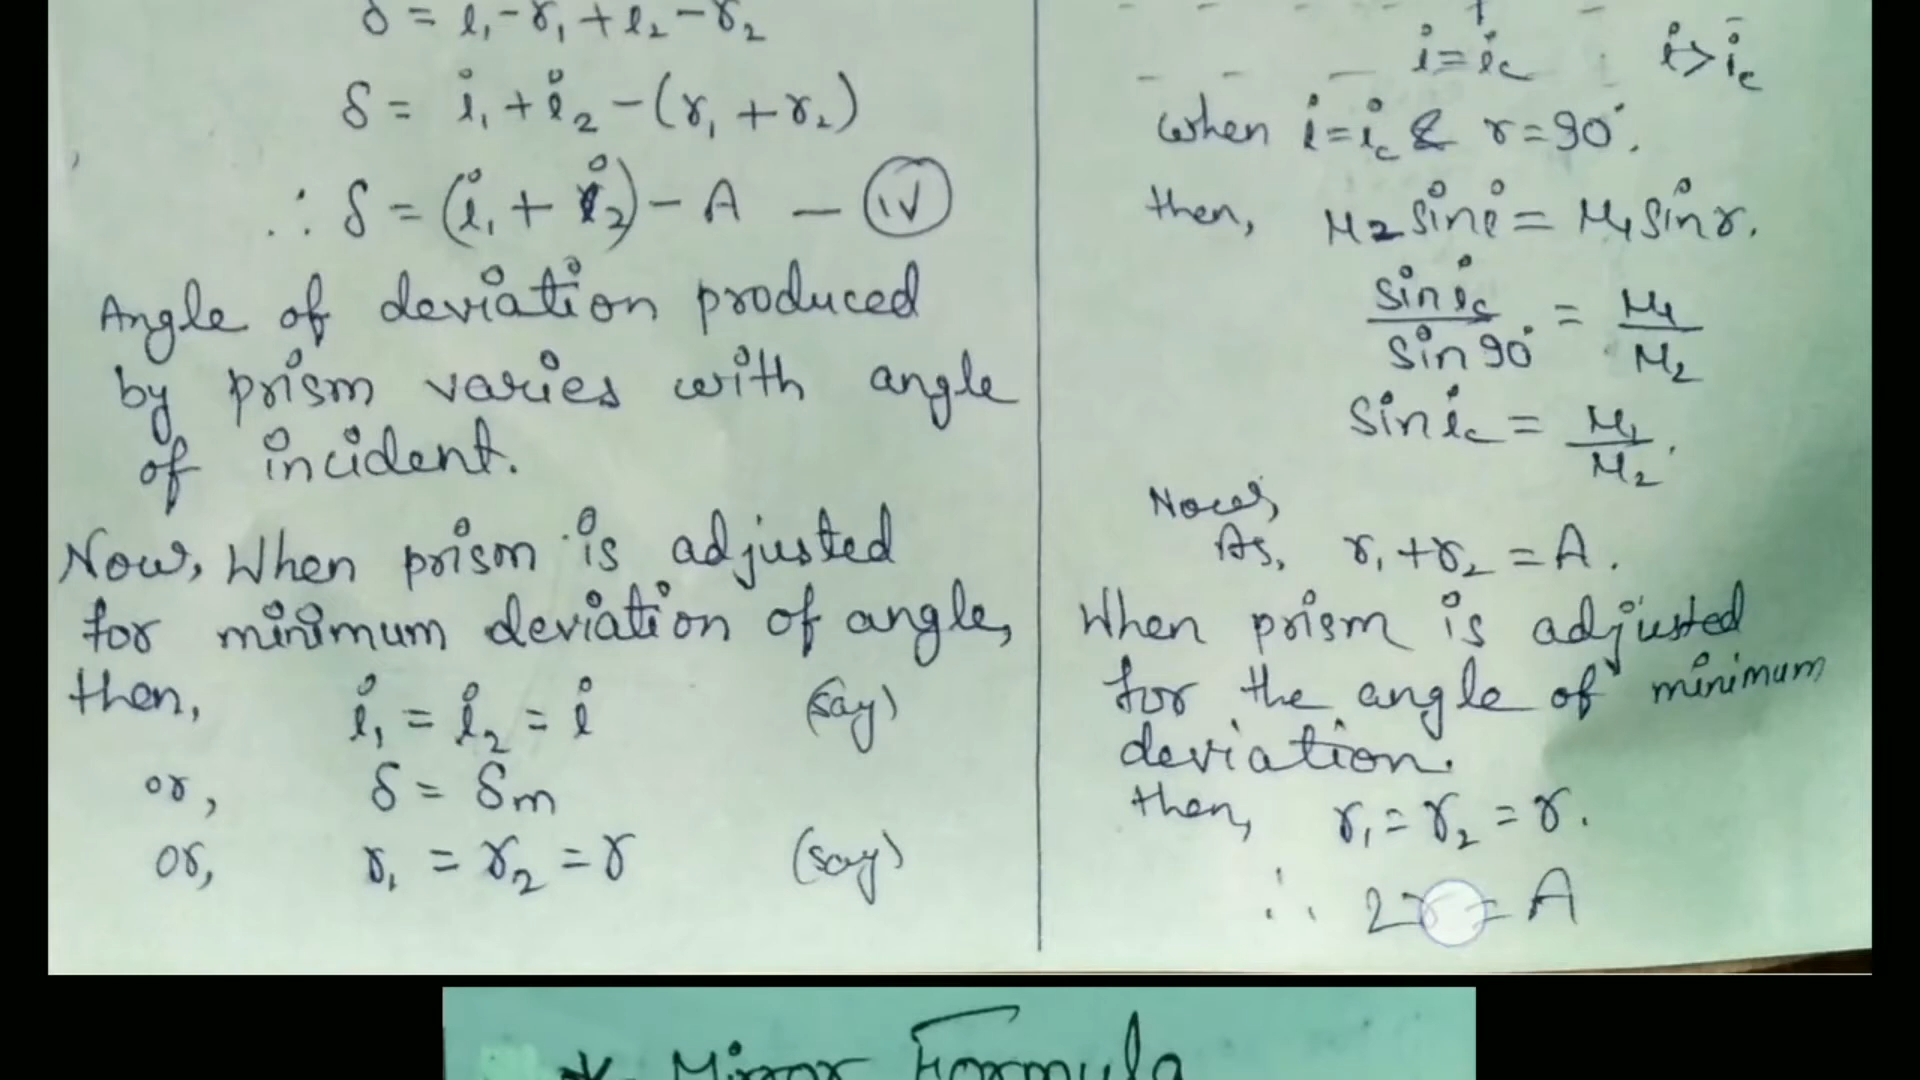 δ = i₁ - r₁ + i₂ - r₂
δ = i₁ + i₂ - (r₁ + r₂)
∴ δ = (i₁ + i₂) - A — (iv)
Angle of deviation produced
by prism varies with angle
of incident.
Now, When prism is adjusted
for minimum deviation of angle,
then, i₁ = i₂ = i (say)
or, δ = δm
or, r₁ = r₂ = r (say)
i = ic i > ic
when i = ic & r = 90°.
then, μ2 sin i = μ1 sin r.
sin ic / sin 90° = μ1 / μ2
sin ic = μ1 / μ2.
Now,
As, r₁ + r₂ = A.
When prism is adjusted
for the angle of minimum
deviation.
then, r₁ = r₂ = r.
∴ 2r = A
* Mirror Formula